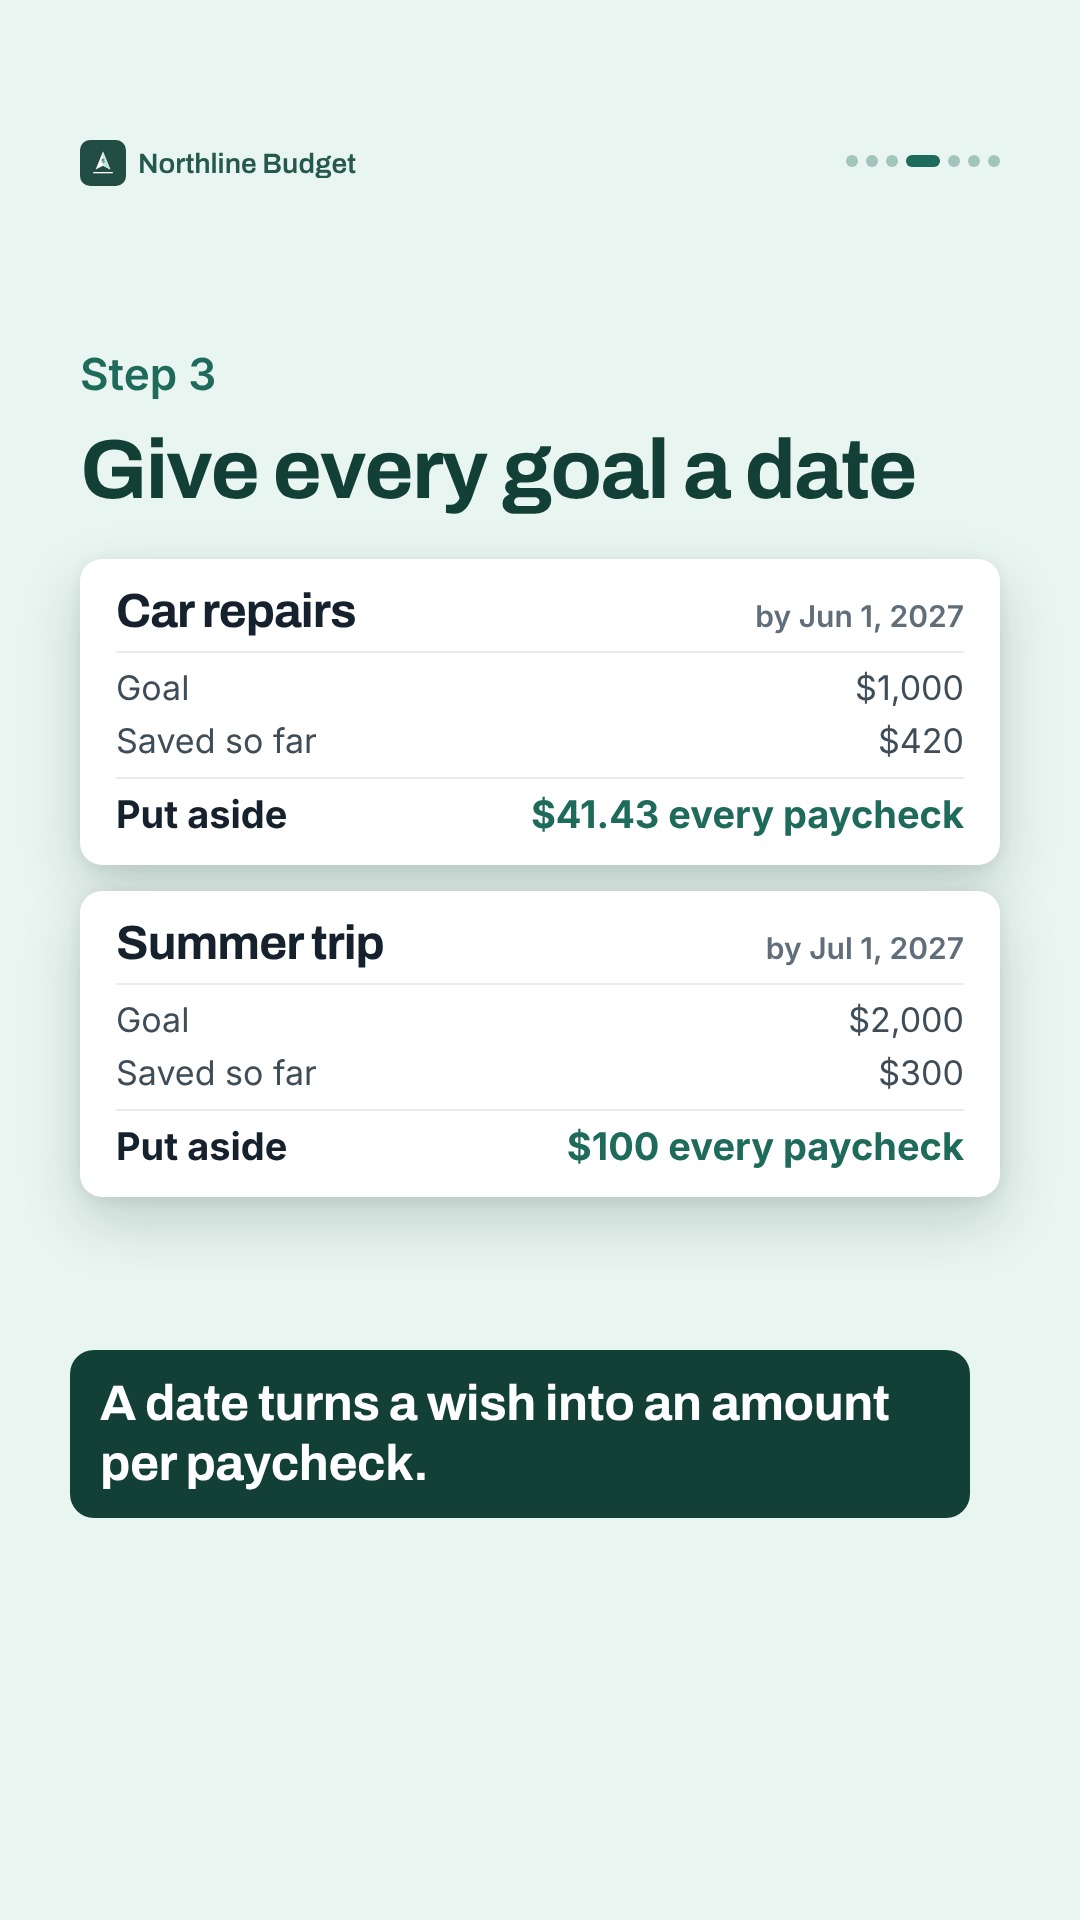 Northline Budget
Step 3
Give every goal a date
Car repairs by Jun 1, 2027
Goal $1,000
Saved so far $420
Put aside $41.43 every paycheck
Summer trip by Jul 1, 2027
Goal $2,000
Saved so far $300
Put aside $100 every paycheck
A date turns a wish into an amount
per paycheck.